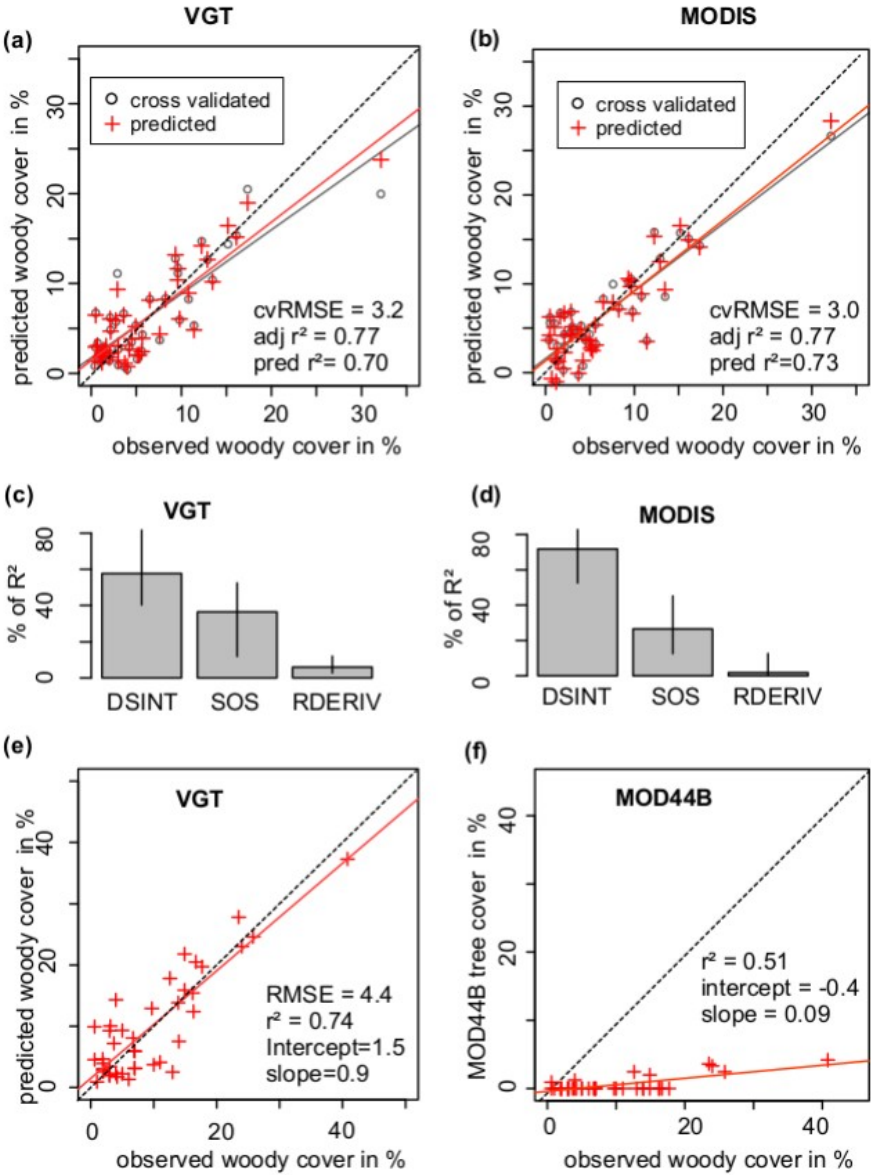 VGT
MODIS
(a)
(b)
cross validated
predicted
cross validated
predicted
predicted woody cover in %
30
20
10
0
cvRMSE = 3.2
adj r² = 0.77
pred r²= 0.70
0
10
20
30
observed woody cover in %
predicted woody cover in %
30
20
10
0
cvRMSE = 3.0
adj r² = 0.77
pred r²=0.73
0
10
20
30
observed woody cover in %
(c)
VGT
% of R²
80
40
0
DSINT
SOS
RDERIV
(d)
MODIS
% of R²
80
40
0
DSINT
SOS
RDERIV
(e)
VGT
predicted woody cover in %
40
20
0
RMSE = 4.4
r² = 0.74
Intercept=1.5
slope=0.9
0
20
40
observed woody cover in %
(f)
MOD44B
MOD44B tree cover in %
40
20
0
r² = 0.51
intercept = -0.4
slope = 0.09
0
20
40
observed woody cover in %